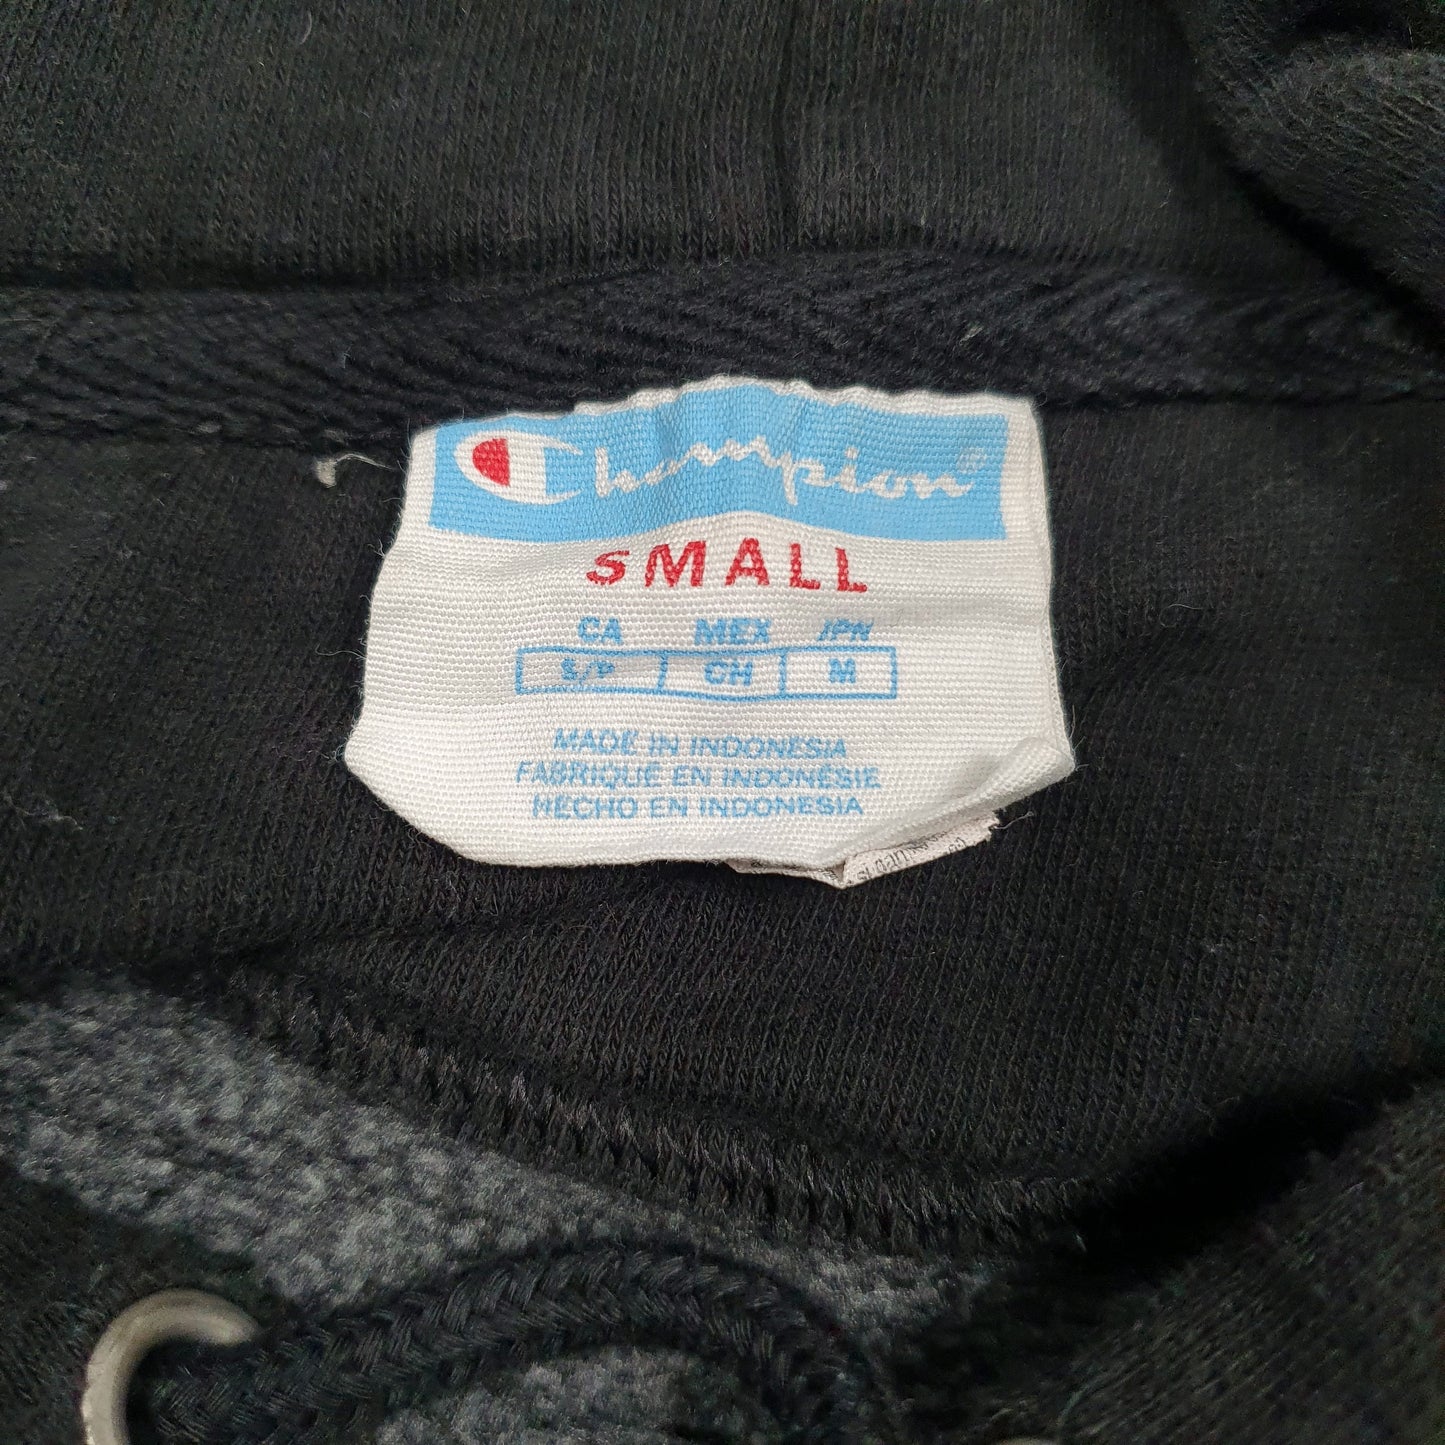 Champion®
SMALL
CA MEX JPN
S/P CH M
MADE IN INDONESIA
FABRIQUÉ EN INDONÉSIE
HECHO EN INDONESIA